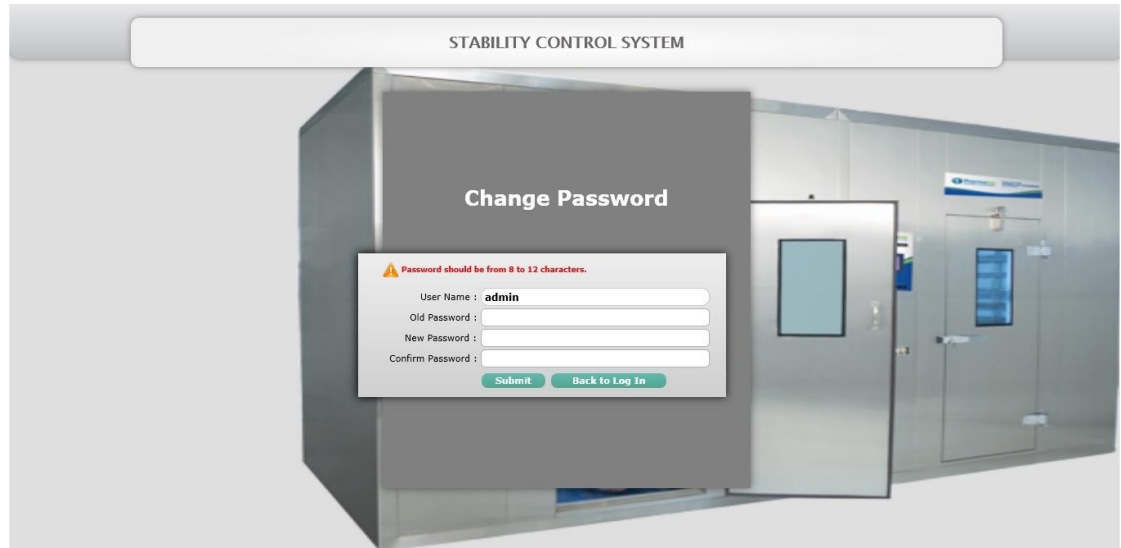 STABILITY CONTROL SYSTEM
Change Password
Password should be from 8 to 12 characters.
User Name : admin
Old Password :
New Password :
Confirm Password :
Submit Back to Log In